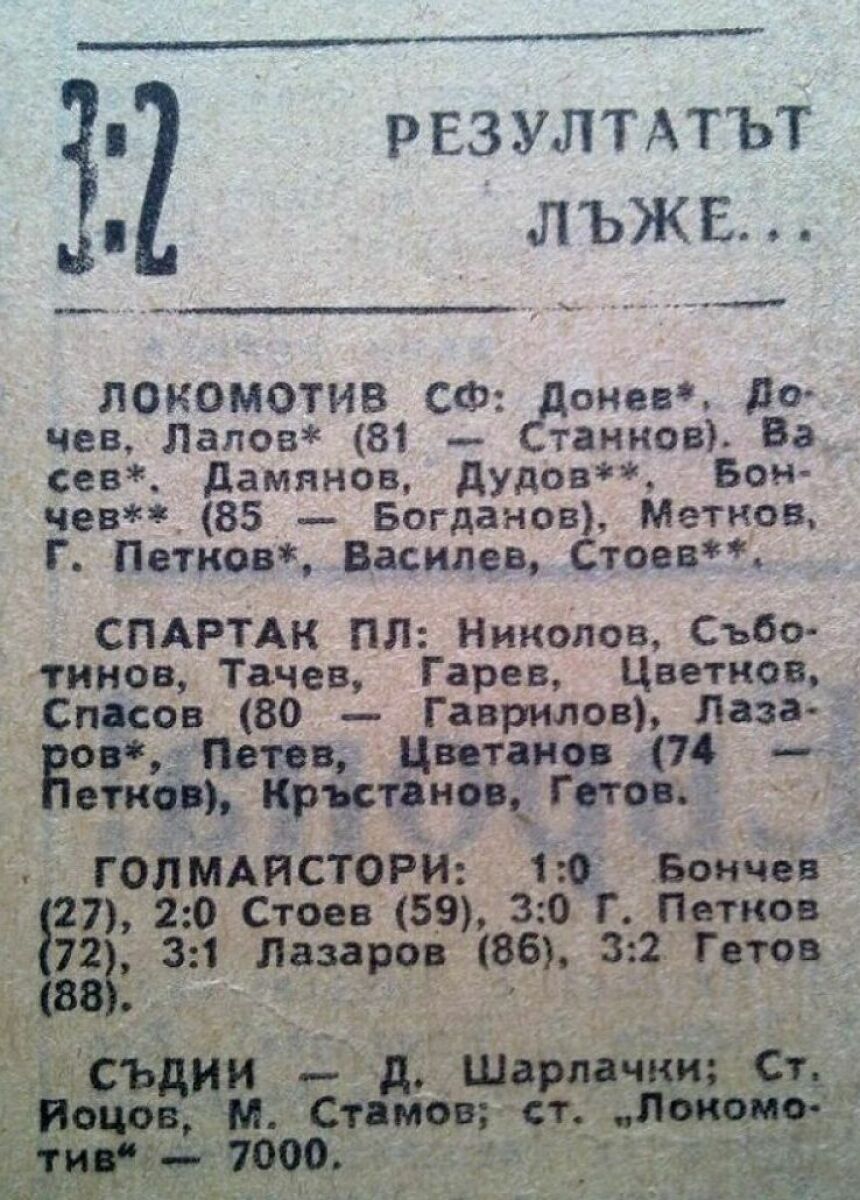 3:2
РЕЗУЛТАТЪТ
ЛЪЖЕ...
ЛОКОМОТИВ СФ: Донев*, До-
чев, Лалов* (81 — Станков). Ва
сев*. Дамянов, Дудов**, Бон-
чев** (85 — Богданов), Метков,
Г. Петков*, Василев, Стоев**.
СПАРТАК ПЛ: Николов, Събо-
тинов, Тачев, Гарев, Цветков,
Спасов (80 — Гаврилов), Лаза-
ров*, Петев, Цветанов (74 —
Петков), Кръстанов, Гетов.
ГОЛМАЙСТОРИ: 1:0 Бончев
(27), 2:0 Стоев (59), 3:0 Г. Петков
(72), 3:1 Лазаров (86), 3:2 Гетов
(88).
СЪДИИ — Д. Шарлачки; Ст.
Йоцов, М. Стамов; ст. „Локомо-
тив“ — 7000.